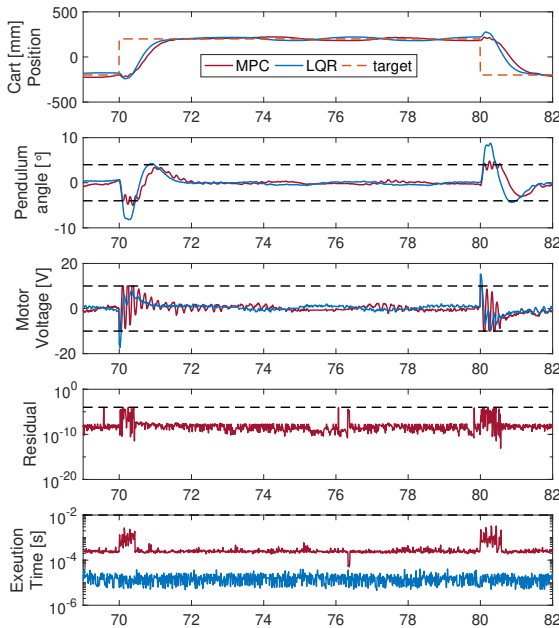 500
0
-500
Cart [mm]
Position
MPC
LQR
target
70 72 74 76 78 80 82
10
0
-10
Pendulum
angle [°]
70 72 74 76 78 80 82
20
0
-20
Motor
Voltage [V]
70 72 74 76 78 80 82
10^0
10^-10
10^-20
Residual
70 72 74 76 78 80 82
10^-2
10^-4
10^-6
Exeution
Time [s]
70 72 74 76 78 80 82